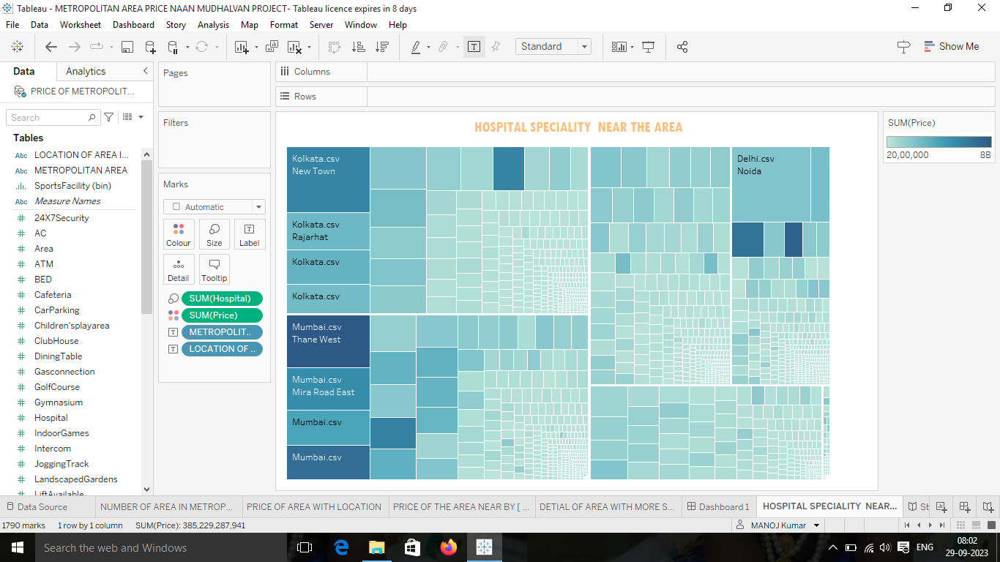 Tableau - METROPOLITAN AREA PRICE NAAN MUDHALVAN PROJECT- Tableau licence expires in 8 days
File Data Worksheet Dashboard Story Analysis Map Format Server Window Help
Standard
Show Me
Data Analytics
PRICE OF METROPOLIT...
Search
Tables
Abc LOCATION OF AREA I...
Abc METROPOLITAN AREA
SportsFacility (bin)
Abc Measure Names
24X7Security
AC
Area
ATM
BED
Cafeteria
CarParking
Children'splayarea
ClubHouse
DiningTable
Gasconnection
GolfCourse
Gymnasium
Hospital
IndoorGames
Intercom
JoggingTrack
LandscapedGardens
LiftAvailable
Pages
Filters
Marks
Automatic
Colour Size Label
Detail Tooltip
SUM(Hospital)
SUM(Price)
METROPOLIT..
LOCATION OF ..
Columns
Rows
HOSPITAL SPECIALITY NEAR THE AREA
Kolkata.csv
New Town
Kolkata.csv
Rajarhat
Kolkata.csv
Kolkata.csv
Mumbai.csv
Thane West
Mumbai.csv
Mira Road East
Mumbai.csv
Mumbai.csv
Delhi.csv
Noida
SUM(Price)
20,00,000 8B
Data Source NUMBER OF AREA IN METROP... PRICE OF AREA WITH LOCATION PRICE OF THE AREA NEAR BY [ ... DETIAL OF AREA WITH MORE S... Dashboard 1 HOSPITAL SPECIALITY NEAR... St
1790 marks 1 row by 1 column SUM(Price): 385,229,287,941 MANOJ Kumar
Search the web and Windows
ENG
08:02
29-09-2023